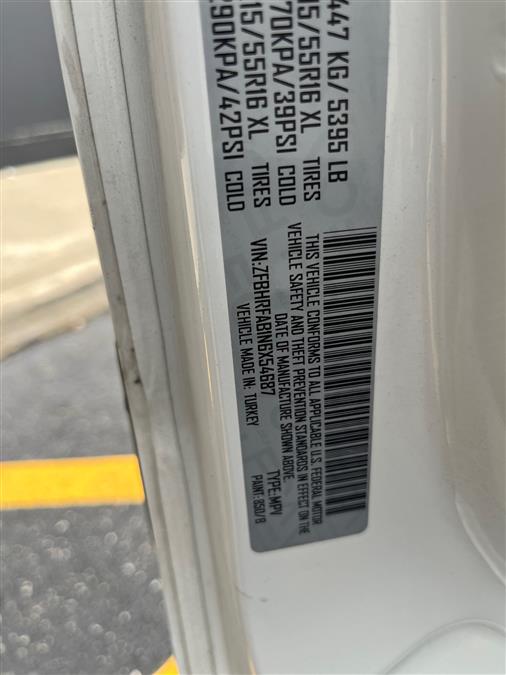 447 KG/ 5395 LB
15/55R16 XL TIRES
70KPA/39PSI COLD
15/55R16 XL TIRES
290KPA/42PSI COLD
THIS VEHICLE CONFORMS TO ALL APPLICABLE U.S. FEDERAL MOTOR
VEHICLE SAFETY AND THEFT PREVENTION STANDARDS IN EFFECT ON THE
DATE OF MANUFACTURE SHOWN ABOVE.
VIN:ZFBHRFAB1N6X54687 TYPE:MPV
VEHICLE MADE IN: TURKEY PAINT: 850/B